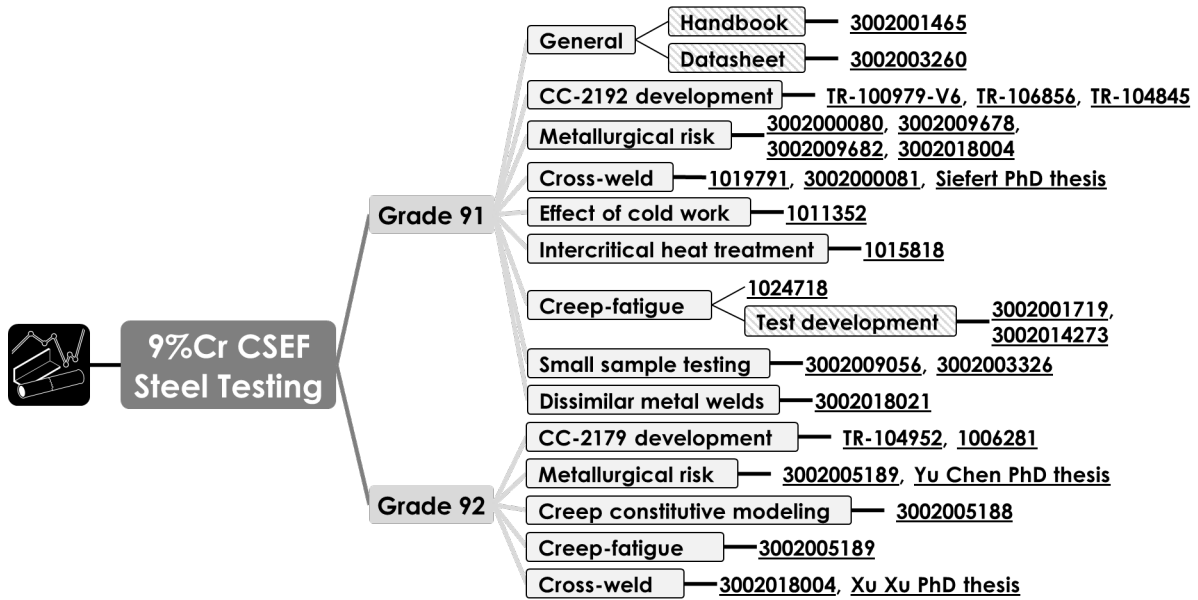 9%Cr CSEF
Steel Testing
Grade 91
General
Handbook
3002001465
Datasheet
3002003260
CC-2192 development
TR-100979-V6, TR-106856, TR-104845
Metallurgical risk
3002000080, 3002009678,
3002009682, 3002018004
Cross-weld
1019791, 3002000081, Siefert PhD thesis
Effect of cold work
1011352
Intercritical heat treatment
1015818
Creep-fatigue
1024718
Test development
3002001719,
3002014273
Small sample testing
3002009056, 3002003326
Dissimilar metal welds
3002018021
Grade 92
CC-2179 development
TR-104952, 1006281
Metallurgical risk
3002005189, Yu Chen PhD thesis
Creep constitutive modeling
3002005188
Creep-fatigue
3002005189
Cross-weld
3002018004, Xu Xu PhD thesis